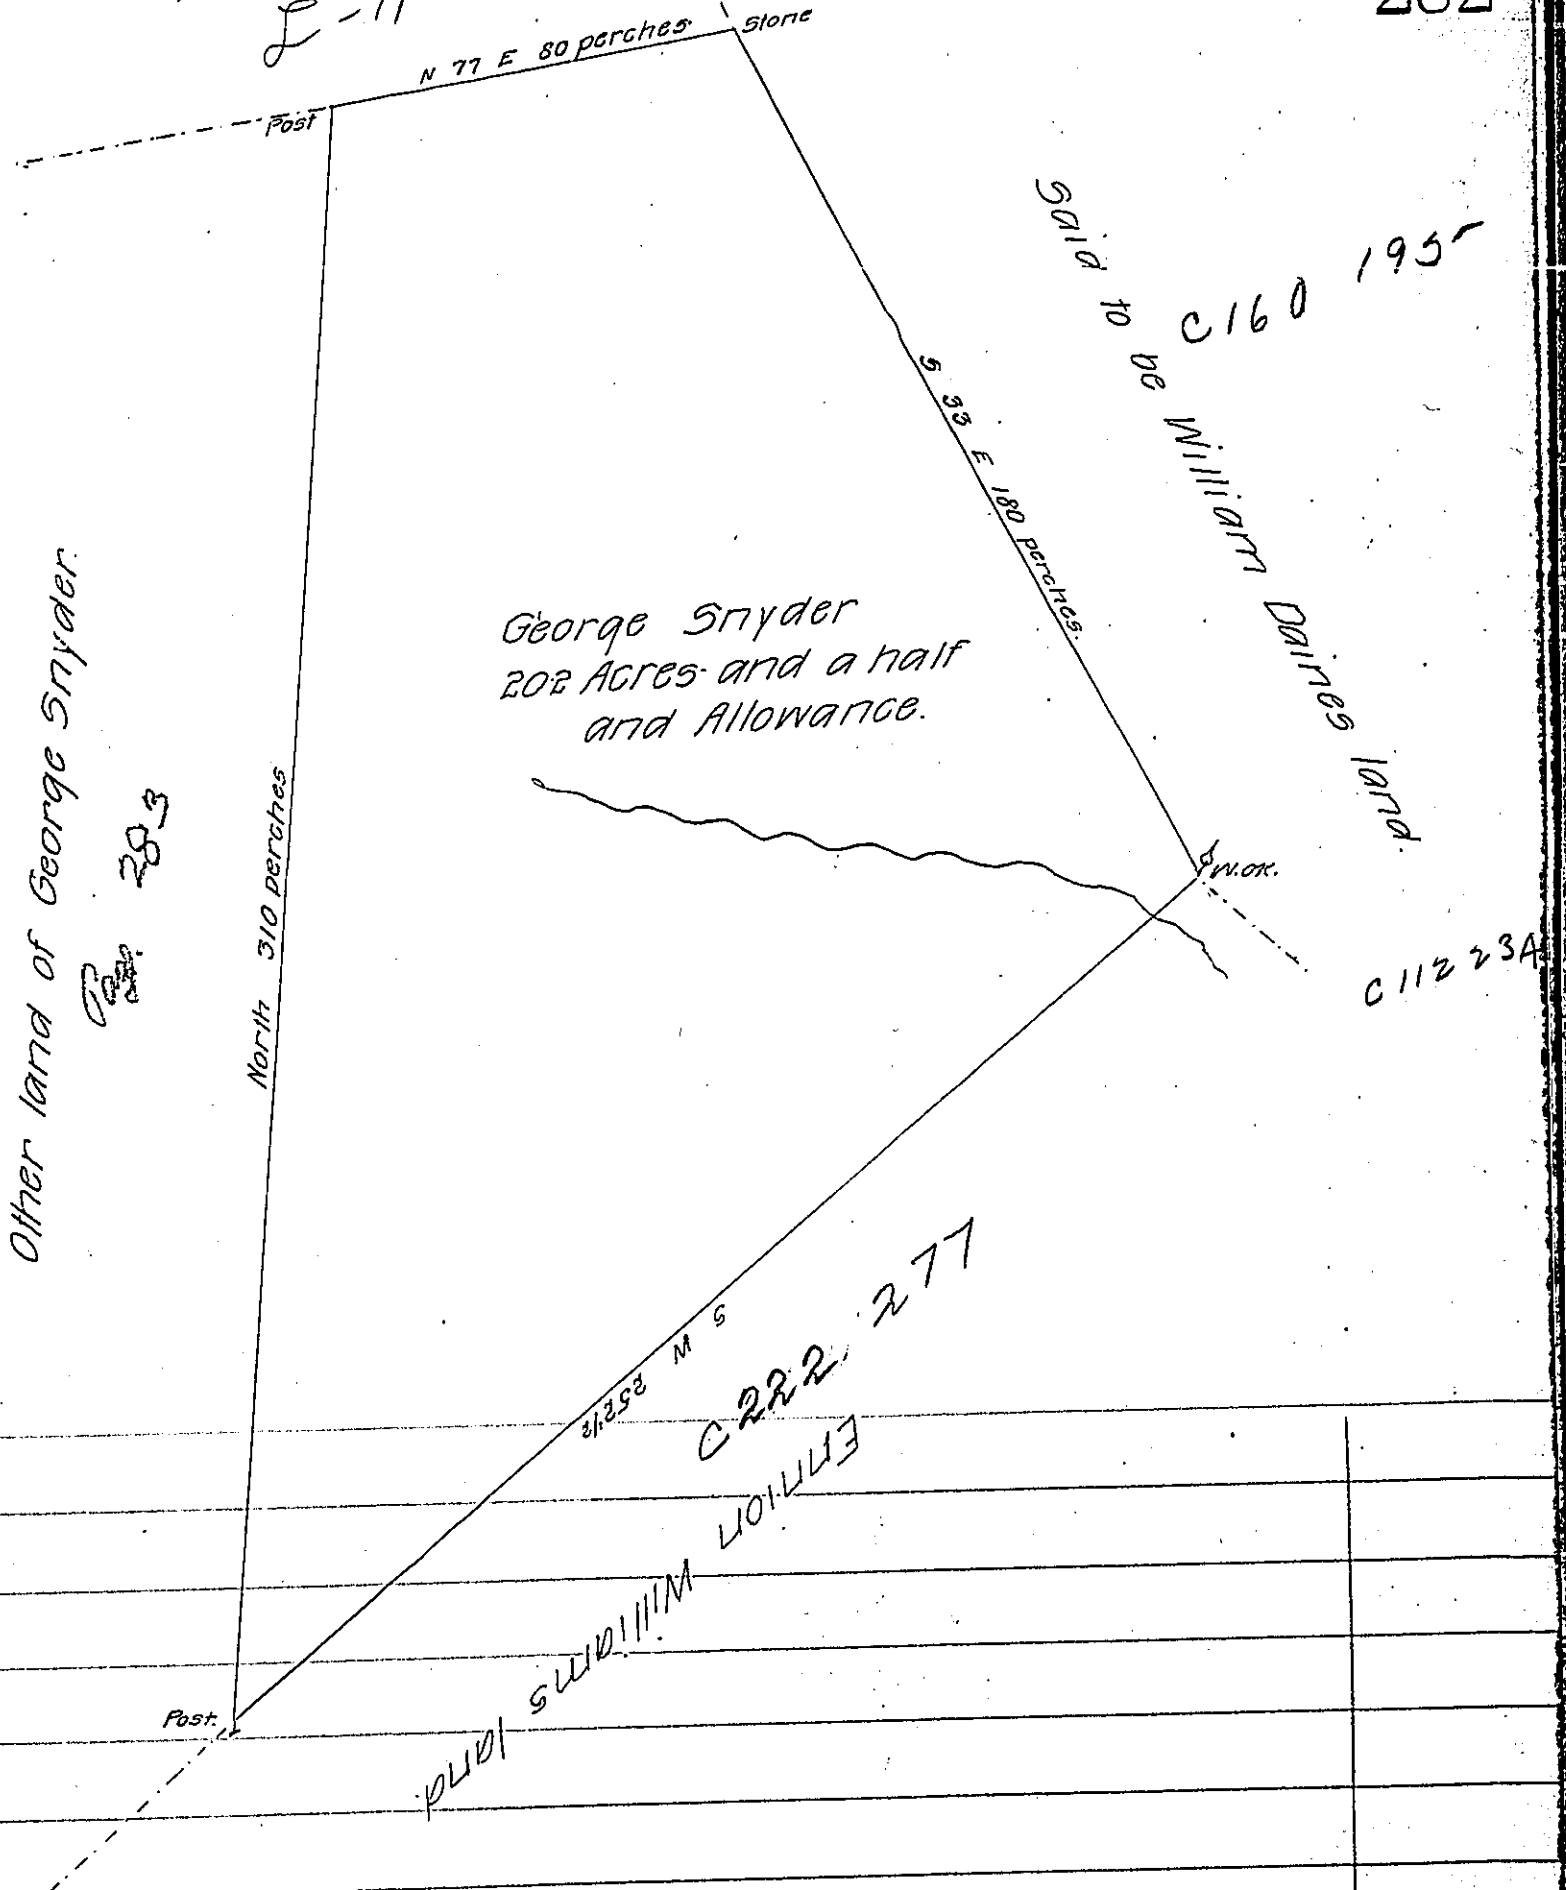 L-11
N 77 E 80 perches
Stone
Post
Said to be William Daines land.
C160 195
S 33 E 180 perches.
George Snyder
202 Acres and a half
and Allowance.
Other land of George Snyder.
283
North 310 perches
W.OK.
C112 23A
S W 252 1/2
C222, 277
Ennion Williams land.
Post.